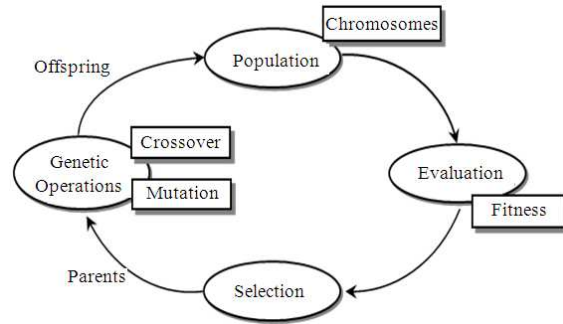 Chromosomes
Offspring
Population
Crossover
Genetic
Operations
Mutation
Evaluation
Fitness
Parents
Selection